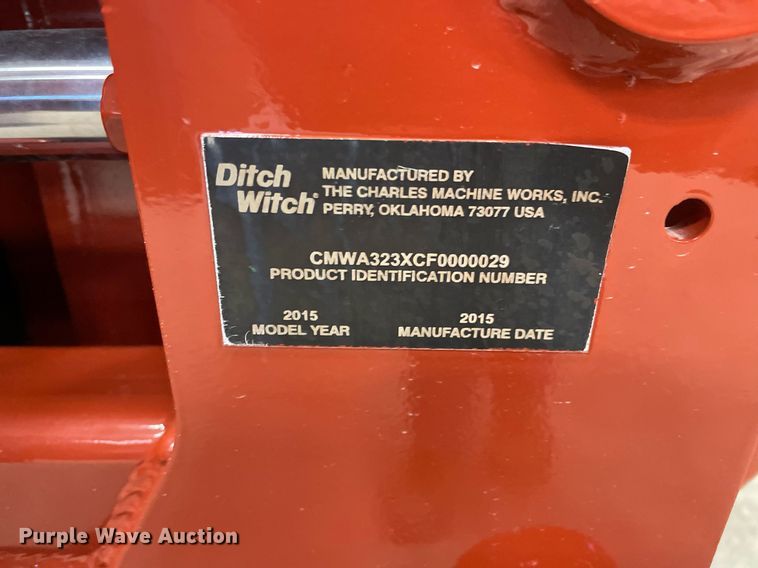 Ditch
Witch®
MANUFACTURED BY
THE CHARLES MACHINE WORKS, INC.
PERRY, OKLAHOMA 73077 USA
CMWA323XCF0000029
PRODUCT IDENTIFICATION NUMBER
2015
MODEL YEAR
2015
MANUFACTURE DATE
Purple Wave Auction